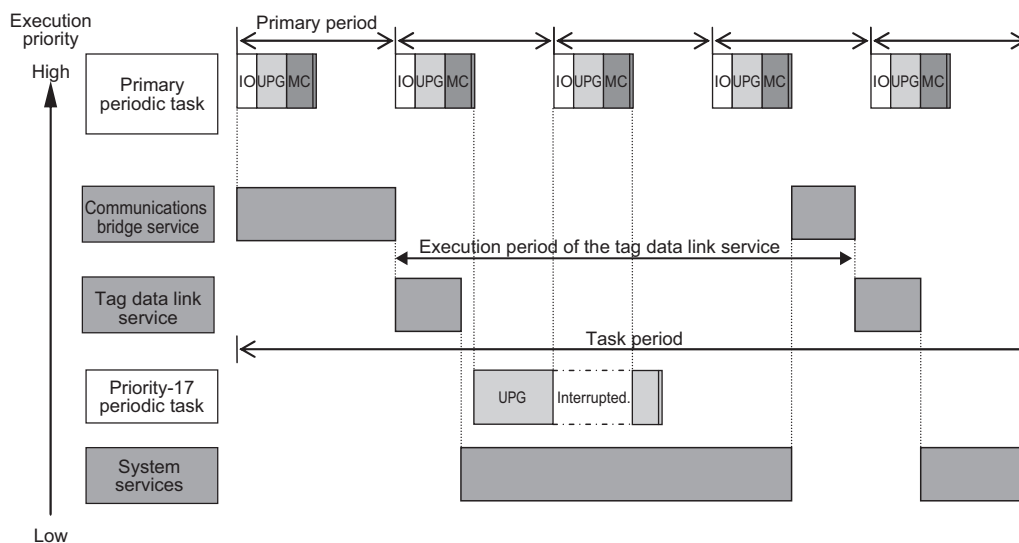 Execution
priority
High
Primary period
Primary
periodic task
IO UPG MC
IO UPG MC
IO UPG MC
IO UPG MC
IO UPG MC
Communications
bridge service
Execution period of the tag data link service
Tag data link
service
Task period
Priority-17
periodic task
UPG
Interrupted.
System
services
Low